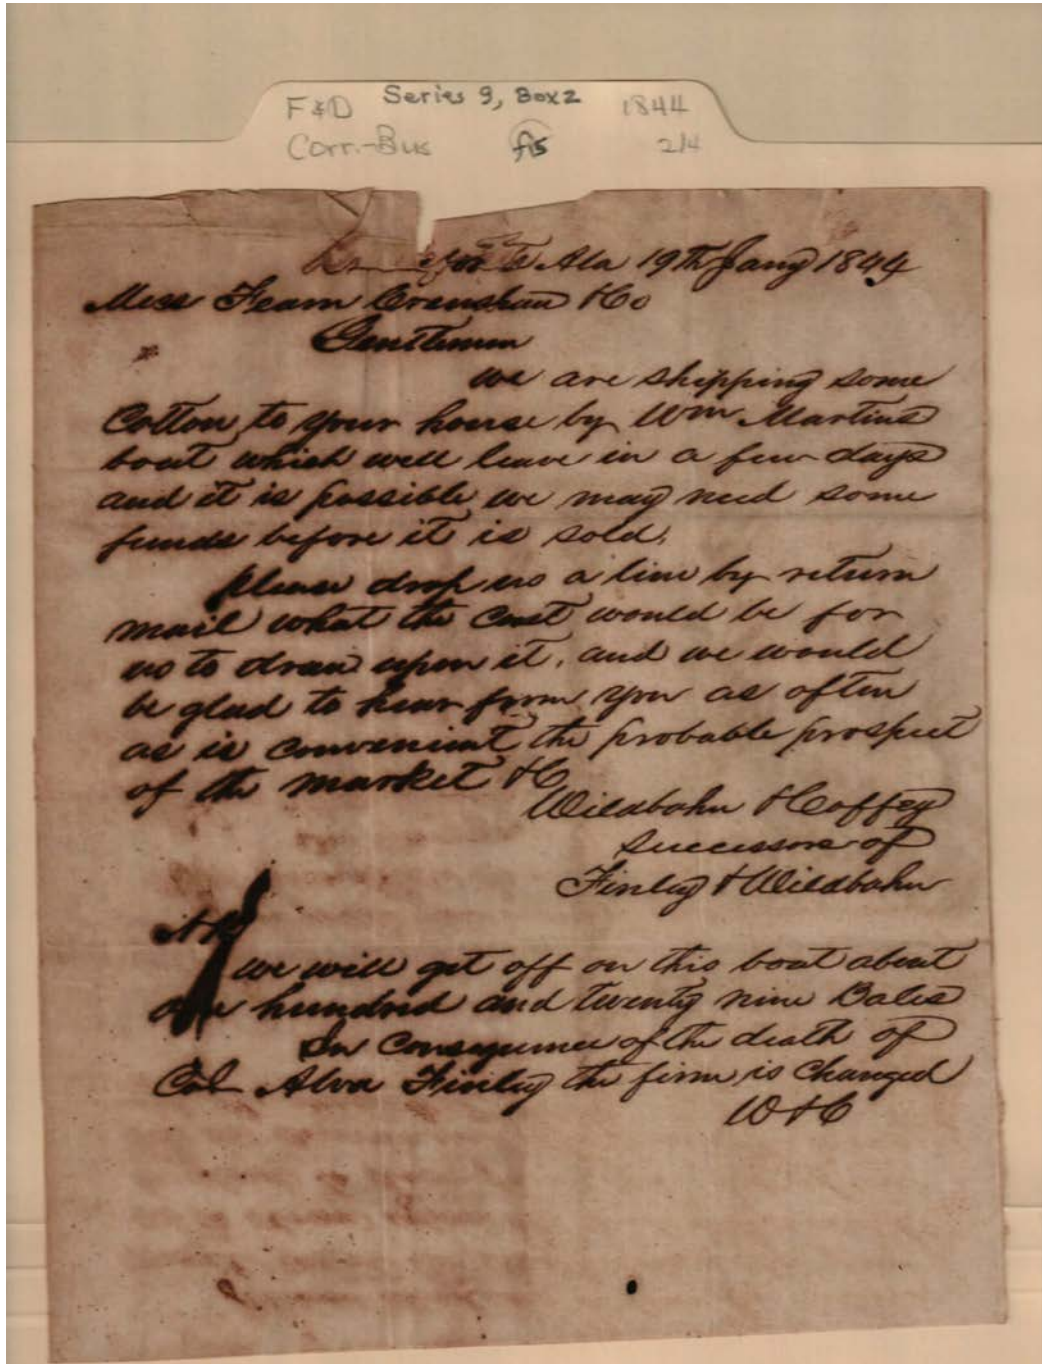 F&D Series 9, Box 2 1844
Corr.-Bus f15 2/4
Ala 19th Jany 1844
Mess Fearn Crenshaw & Co
Gentlemen
we are shipping some
Cotton to your house by Wm Martins
boat which will leave in a few days
and it is possible we may need some
funds before it is sold.
please drop us a line by return
mail what the Cost would be for
us to draw upon it, and we would
be glad to hear from you as often
as is convenient the probable prospect
of the market &C
Wildbahn & Coffey
Successors of
Finley & Wildbahn
we will get off on this boat about
one hundred and twenty nine Bales
In Consequence of the death of
Col Alva Finley the firm is Changed
W & C